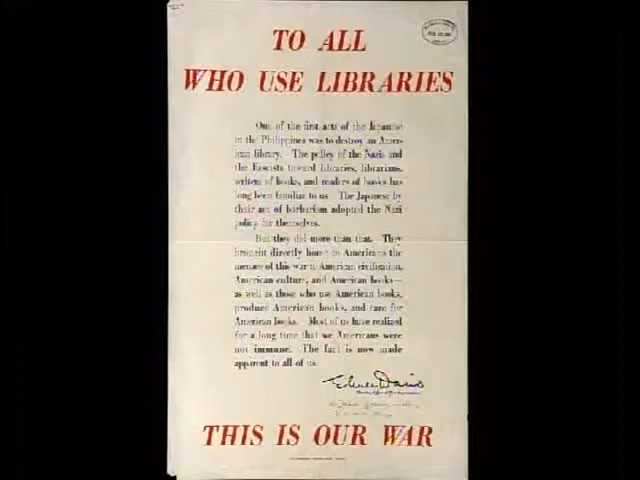 TO ALL
WHO USE LIBRARIES
One of the first acts of the Japanese
in the Philippines was to destroy an Amer-
ican library. The policy of the Nazis and
the Fascists toward libraries, librarians,
writers of books, and readers of books has
long been familiar to us. The Japanese by
their act of barbarism adopted the Nazi
policy for themselves.
But they did more than that. They
brought directly home to Americans the
menace of this war to American civilization,
American culture, and American books—
as well as those who use American books,
produce American books, and care for
American books. Most of us have realized
for a long time that we Americans were
not immune. The fact is now made
apparent to all of us.
Elmer Davis
THIS IS OUR WAR